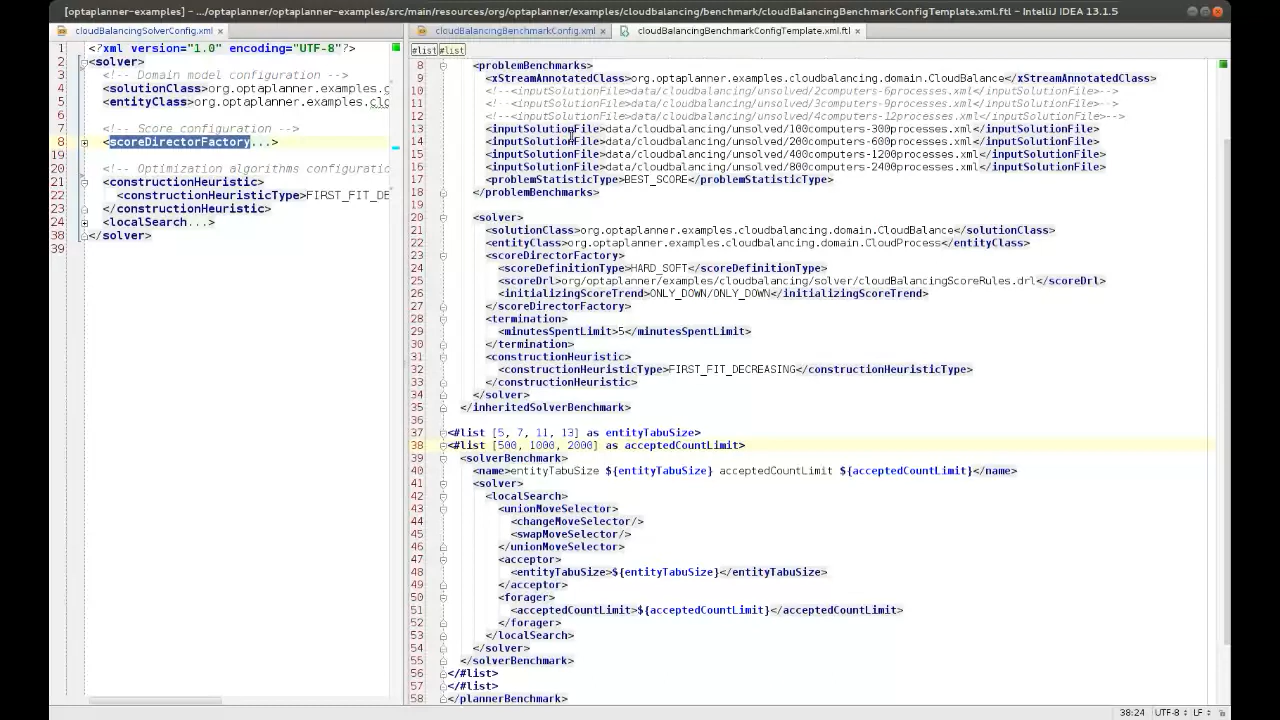 [optaplanner-examples] - .../optaplanner/optaplanner-examples/src/main/resources/org/optaplanner/examples/cloudbalancing/benchmark/cloudBalancingBenchmarkConfigTemplate.xml.ftl - IntelliJ IDEA 13.1.5
cloudBalancingSolverConfig.xml ×
1 <?xml version="1.0" encoding="UTF-8"?>
2 <solver>
3 <!-- Domain model configuration -->
4 <solutionClass>org.optaplanner.examples.c
5 <entityClass>org.optaplanner.examples.clo
6
7 <!-- Score configuration -->
8 <scoreDirectorFactory...>
19
20 <!-- Optimization algorithms configuration
21 <constructionHeuristic>
22 <constructionHeuristicType>FIRST_FIT_DE
23 </constructionHeuristic>
24 <localSearch...>
38 </solver>
39
cloudBalancingBenchmarkConfig.xml ×
cloudBalancingBenchmarkConfigTemplate.xml.ftl ×
#list #list
8 <problemBenchmarks>
9 <xStreamAnnotatedClass>org.optaplanner.examples.cloudbalancing.domain.CloudBalance</xStreamAnnotatedClass>
10 <!--<inputSolutionFile>data/cloudbalancing/unsolved/2computers-6processes.xml</inputSolutionFile>-->
11 <!--<inputSolutionFile>data/cloudbalancing/unsolved/3computers-9processes.xml</inputSolutionFile>-->
12 <!--<inputSolutionFile>data/cloudbalancing/unsolved/4computers-12processes.xml</inputSolutionFile>-->
13 <inputSolutionFile>data/cloudbalancing/unsolved/100computers-300processes.xml</inputSolutionFile>
14 <inputSolutionFile>data/cloudbalancing/unsolved/200computers-600processes.xml</inputSolutionFile>
15 <inputSolutionFile>data/cloudbalancing/unsolved/400computers-1200processes.xml</inputSolutionFile>
16 <inputSolutionFile>data/cloudbalancing/unsolved/800computers-2400processes.xml</inputSolutionFile>
17 <problemStatisticType>BEST_SCORE</problemStatisticType>
18 </problemBenchmarks>
19
20 <solver>
21 <solutionClass>org.optaplanner.examples.cloudbalancing.domain.CloudBalance</solutionClass>
22 <entityClass>org.optaplanner.examples.cloudbalancing.domain.CloudProcess</entityClass>
23 <scoreDirectorFactory>
24 <scoreDefinitionType>HARD_SOFT</scoreDefinitionType>
25 <scoreDrl>org/optaplanner/examples/cloudbalancing/solver/cloudBalancingScoreRules.drl</scoreDrl>
26 <initializingScoreTrend>ONLY_DOWN/ONLY_DOWN</initializingScoreTrend>
27 </scoreDirectorFactory>
28 <termination>
29 <minutesSpentLimit>5</minutesSpentLimit>
30 </termination>
31 <constructionHeuristic>
32 <constructionHeuristicType>FIRST_FIT_DECREASING</constructionHeuristicType>
33 </constructionHeuristic>
34 </solver>
35 </inheritedSolverBenchmark>
36
37 <#list [5, 7, 11, 13] as entityTabuSize>
38 <#list [500, 1000, 2000] as acceptedCountLimit>
39 <solverBenchmark>
40 <name>entityTabuSize ${entityTabuSize} acceptedCountLimit ${acceptedCountLimit}</name>
41 <solver>
42 <localSearch>
43 <unionMoveSelector>
44 <changeMoveSelector/>
45 <swapMoveSelector/>
46 </unionMoveSelector>
47 <acceptor>
48 <entityTabuSize>${entityTabuSize}</entityTabuSize>
49 </acceptor>
50 <forager>
51 <acceptedCountLimit>${acceptedCountLimit}</acceptedCountLimit>
52 </forager>
53 </localSearch>
54 </solver>
55 </solverBenchmark>
56 </#list>
57 </#list>
58 </plannerBenchmark>
38:24 UTF-8 LF